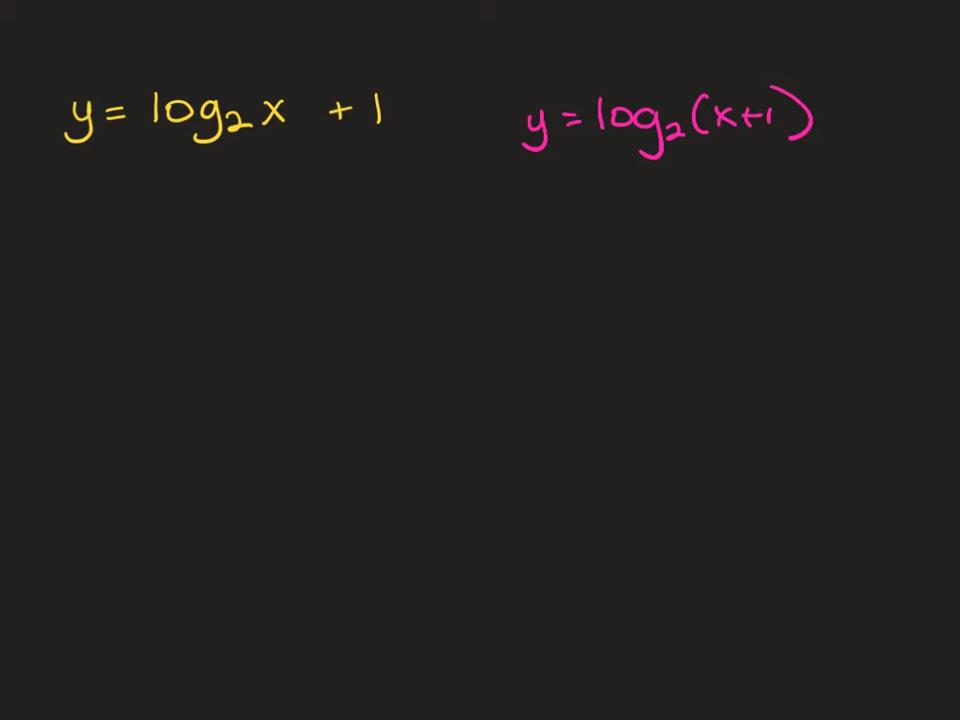 y = log₂x + 1
y = log₂(x+1)